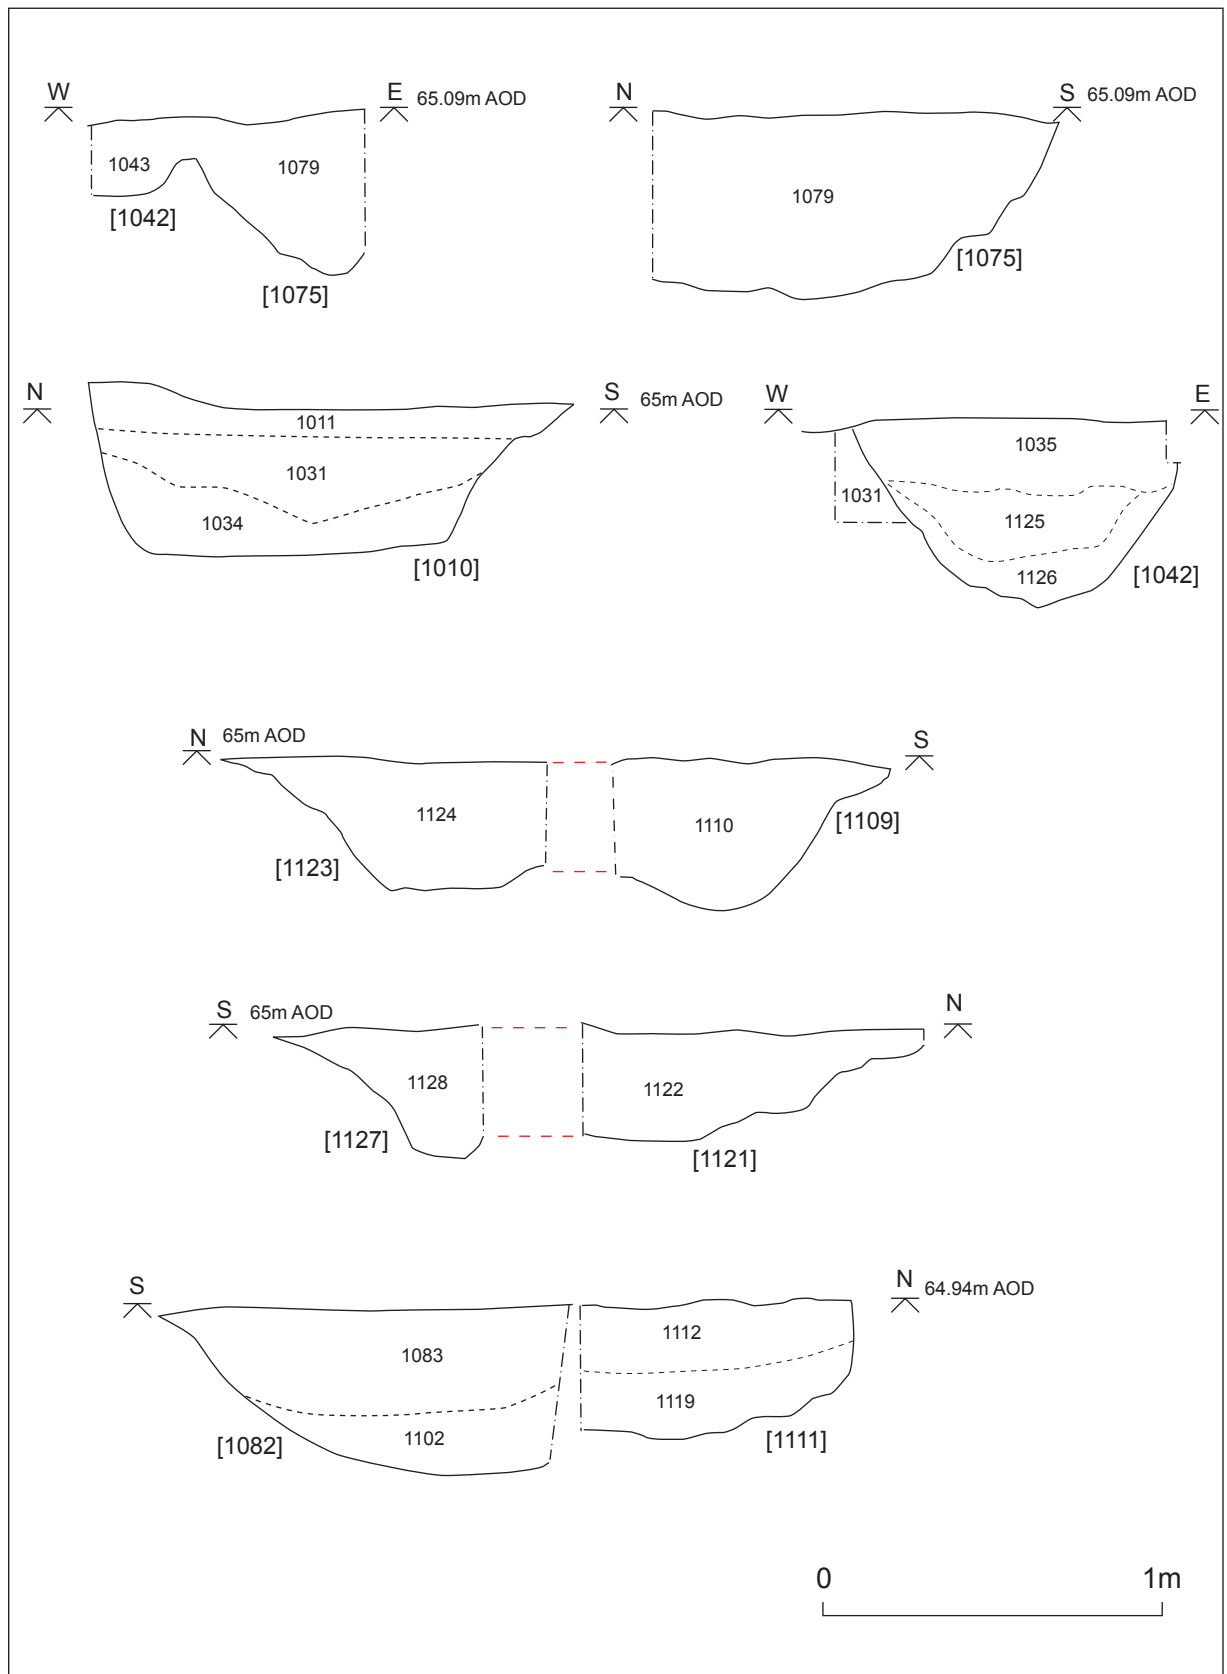 W E 65.09m AOD
1043 1079
[1042]
[1075]
N S 65.09m AOD
1079
[1075]
N S 65m AOD
1011
1031
1034
[1010]
W E
1035
1031
1125
1126
[1042]
N 65m AOD S
1124 1110
[1123] [1109]
S 65m AOD N
1128 1122
[1127] [1121]
S N 64.94m AOD
1083 1112
1102 1119
[1082] [1111]
0 1m